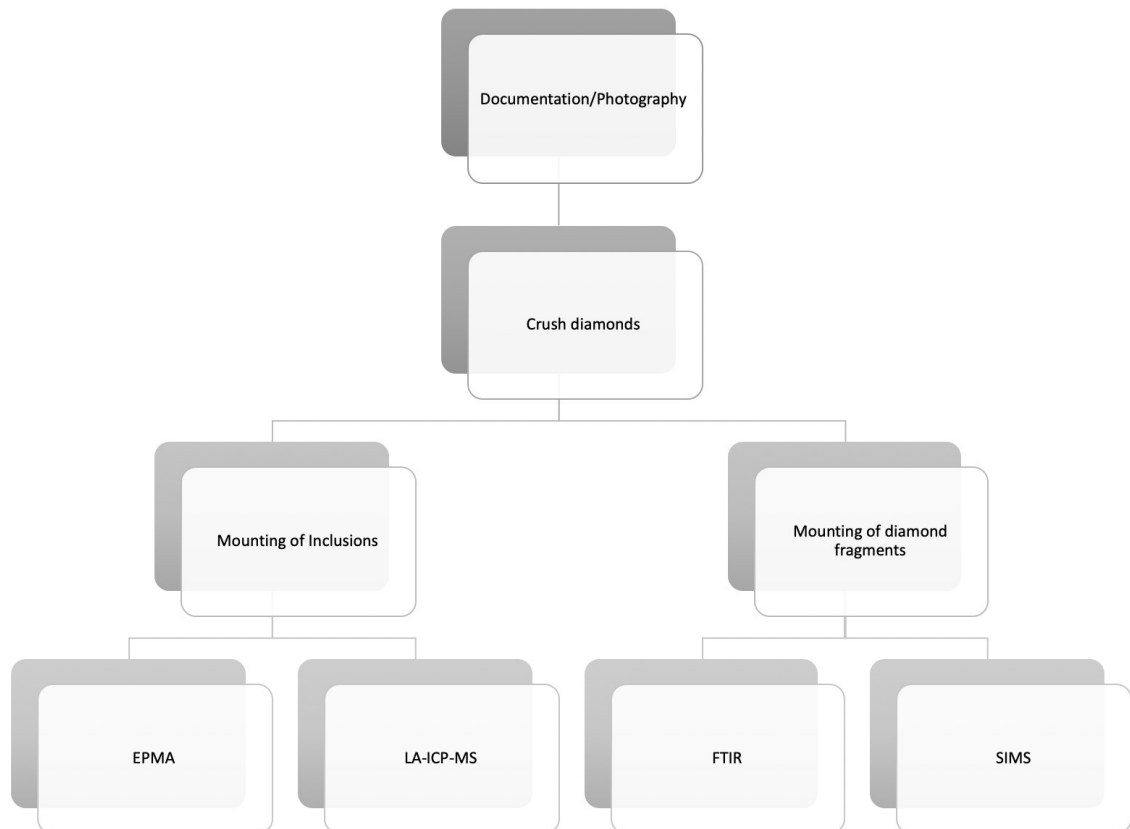 Documentation/Photography
Crush diamonds
Mounting of Inclusions
Mounting of diamond
fragments
EPMA
LA-ICP-MS
FTIR
SIMS